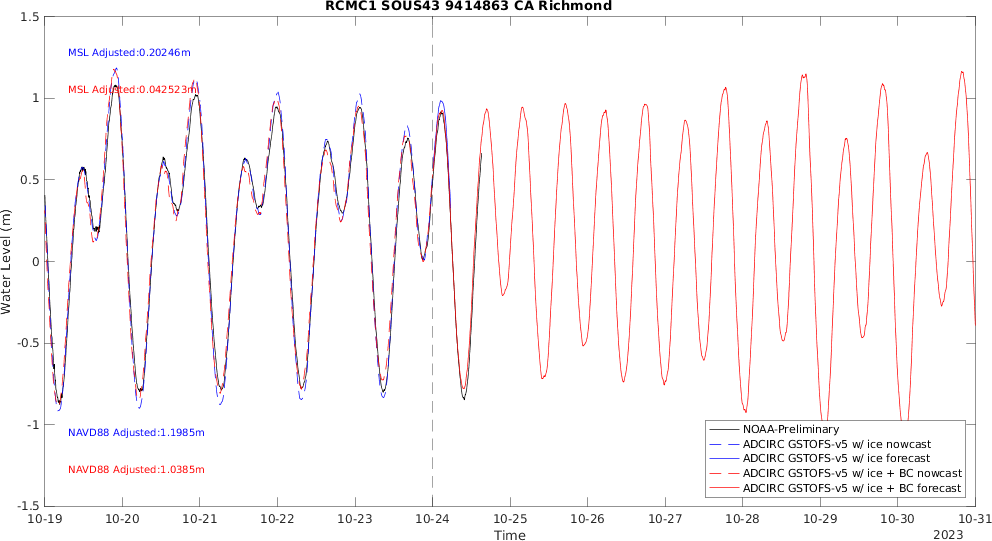 RCMC1 SOUS43 9414863 CA Richmond
1.5
1
0.5
0
-0.5
-1
-1.5
Water Level (m)
MSL Adjusted:0.20246m
MSL Adjusted:0.042523m
NAVD88 Adjusted:1.1985m
NAVD88 Adjusted:1.0385m
NOAA-Preliminary
ADCIRC GSTOFS-v5 w/ ice nowcast
ADCIRC GSTOFS-v5 w/ ice forecast
ADCIRC GSTOFS-v5 w/ ice + BC nowcast
ADCIRC GSTOFS-v5 w/ ice + BC forecast
10-19 10-20 10-21 10-22 10-23 10-24 10-25 10-26 10-27 10-28 10-29 10-30 10-31
Time
2023